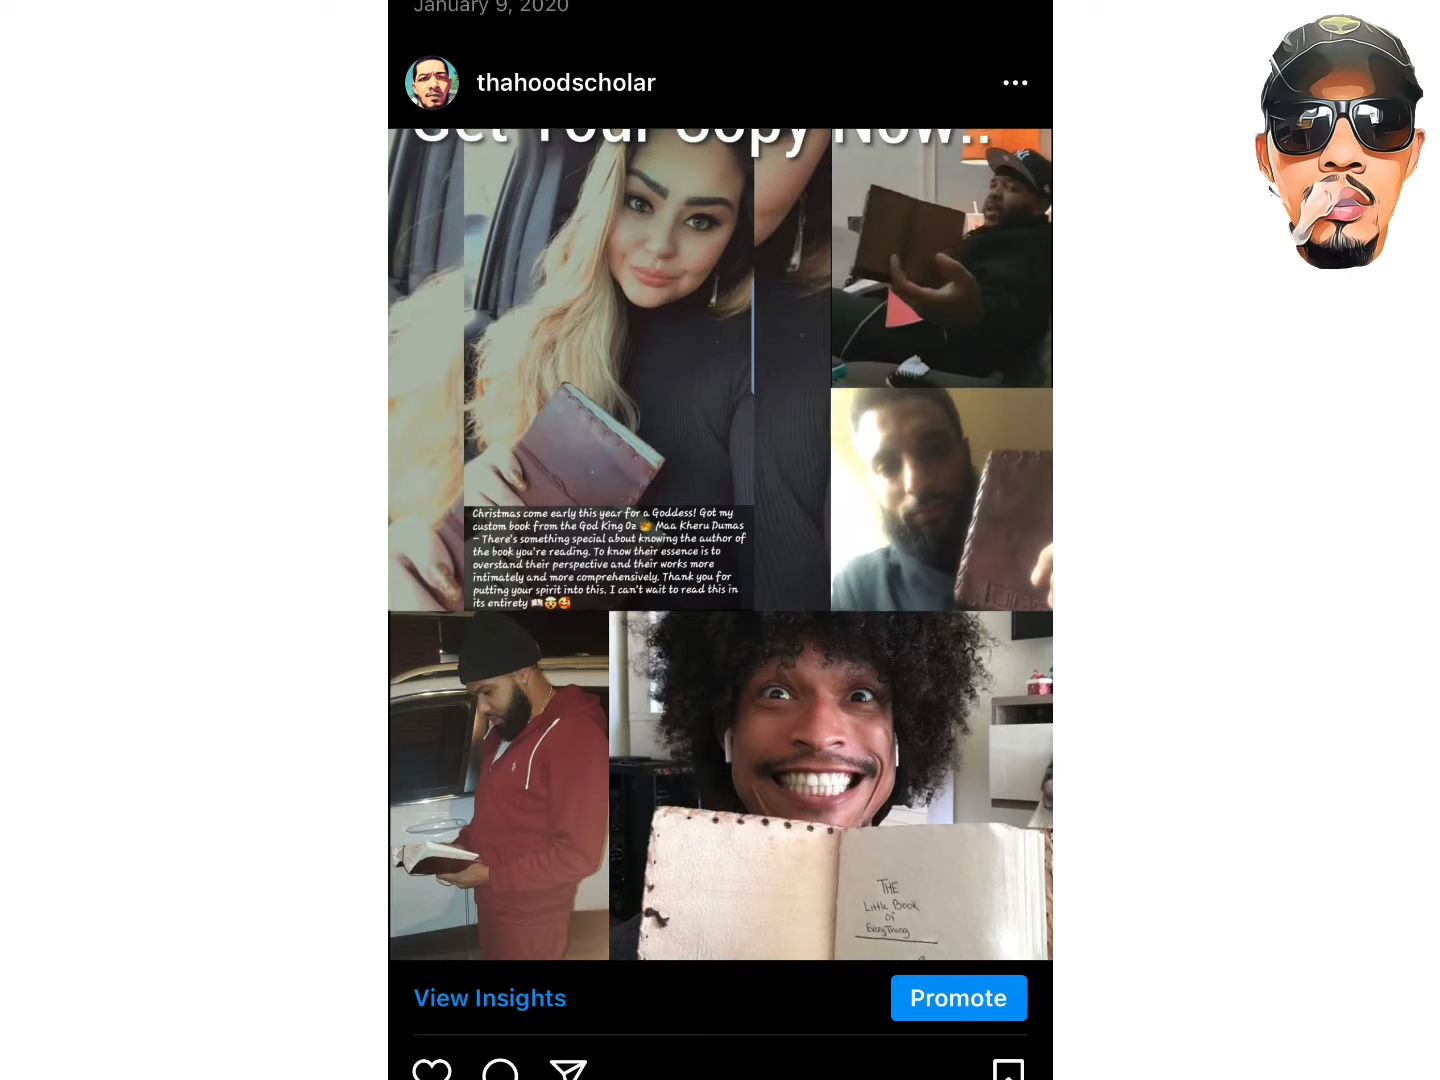 January 9, 2020
thahoodscholar
Get Your Copy Now..
Christmas come early this year for a Goddess! Got my
custom book from the God King Oz 👑 Maa Kheru Dumas
– There's something special about knowing the author of
the book you're reading. To know their essence is to
overstand their perspective and their works more
intimately and more comprehensively. Thank you for
putting your spirit into this. I can't wait to read this in
its entirety 📖🤯🥰
THE
Little Book
Of
EveryThing
View Insights
Promote